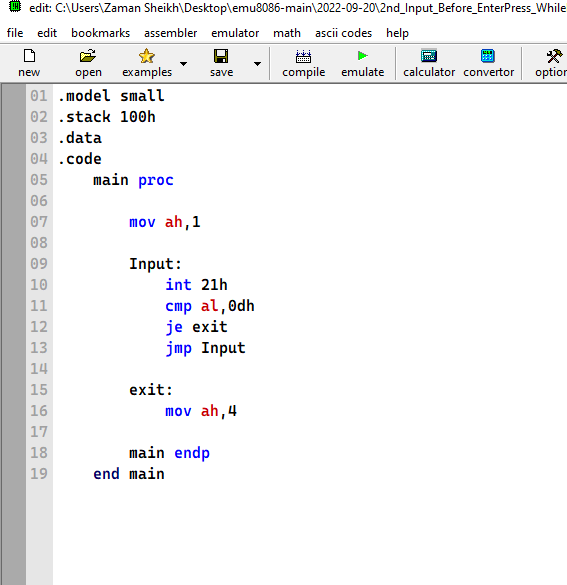 edit: C:\Users\Zaman Sheikh\Desktop\emu8086-main\2022-09-20\2nd_Input_Before_EnterPress_While
file edit bookmarks assembler emulator math ascii codes help
new open examples save compile emulate calculator convertor option
01 .model small
02 .stack 100h
03 .data
04 .code
05 main proc
06
07 mov ah,1
08
09 Input:
10 int 21h
11 cmp al,0dh
12 je exit
13 jmp Input
14
15 exit:
16 mov ah,4
17
18 main endp
19 end main